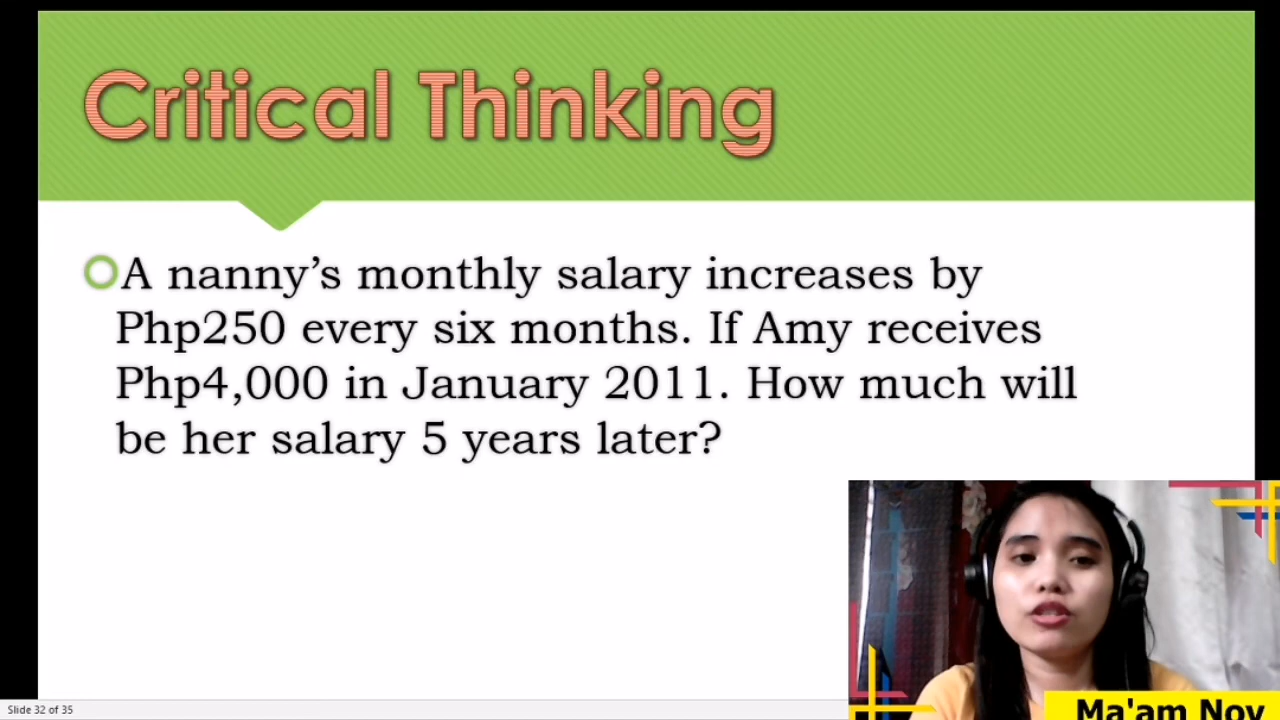 Critical Thinking
A nanny’s monthly salary increases by
Php250 every six months. If Amy receives
Php4,000 in January 2011. How much will
be her salary 5 years later?
Ma'am Noy
Slide 32 of 35